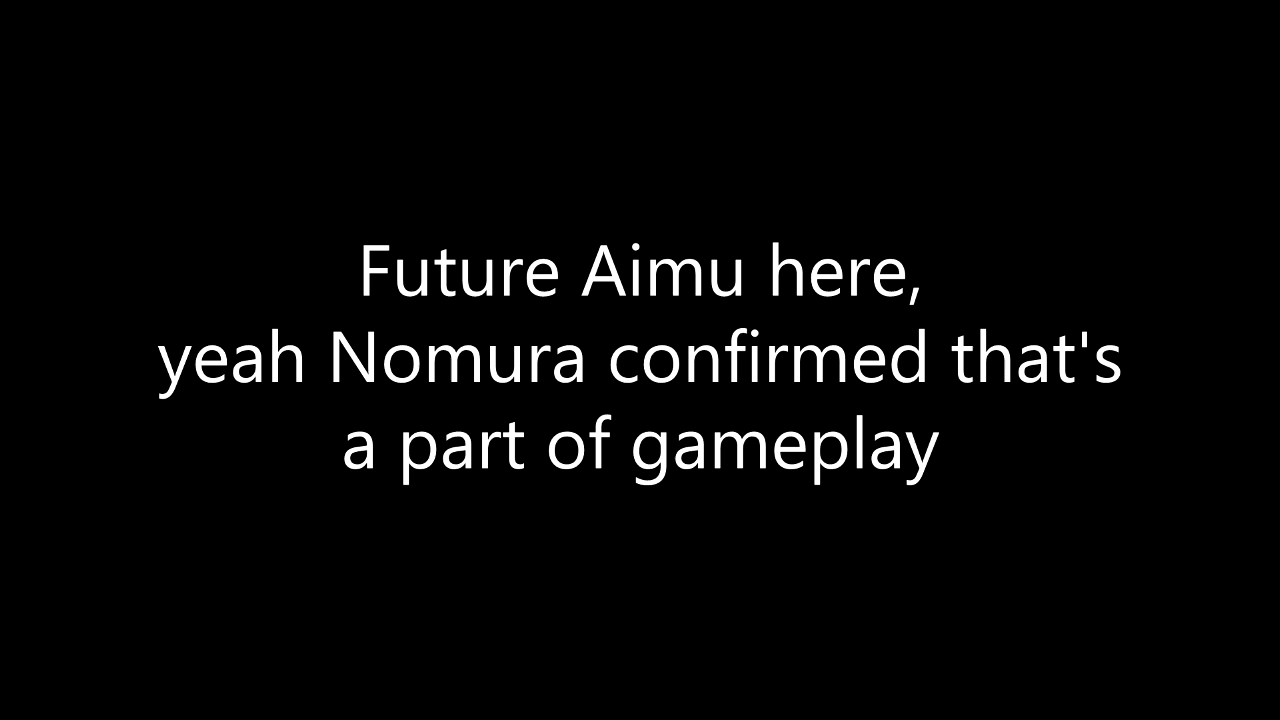 Future Aimu here,
yeah Nomura confirmed that's
a part of gameplay